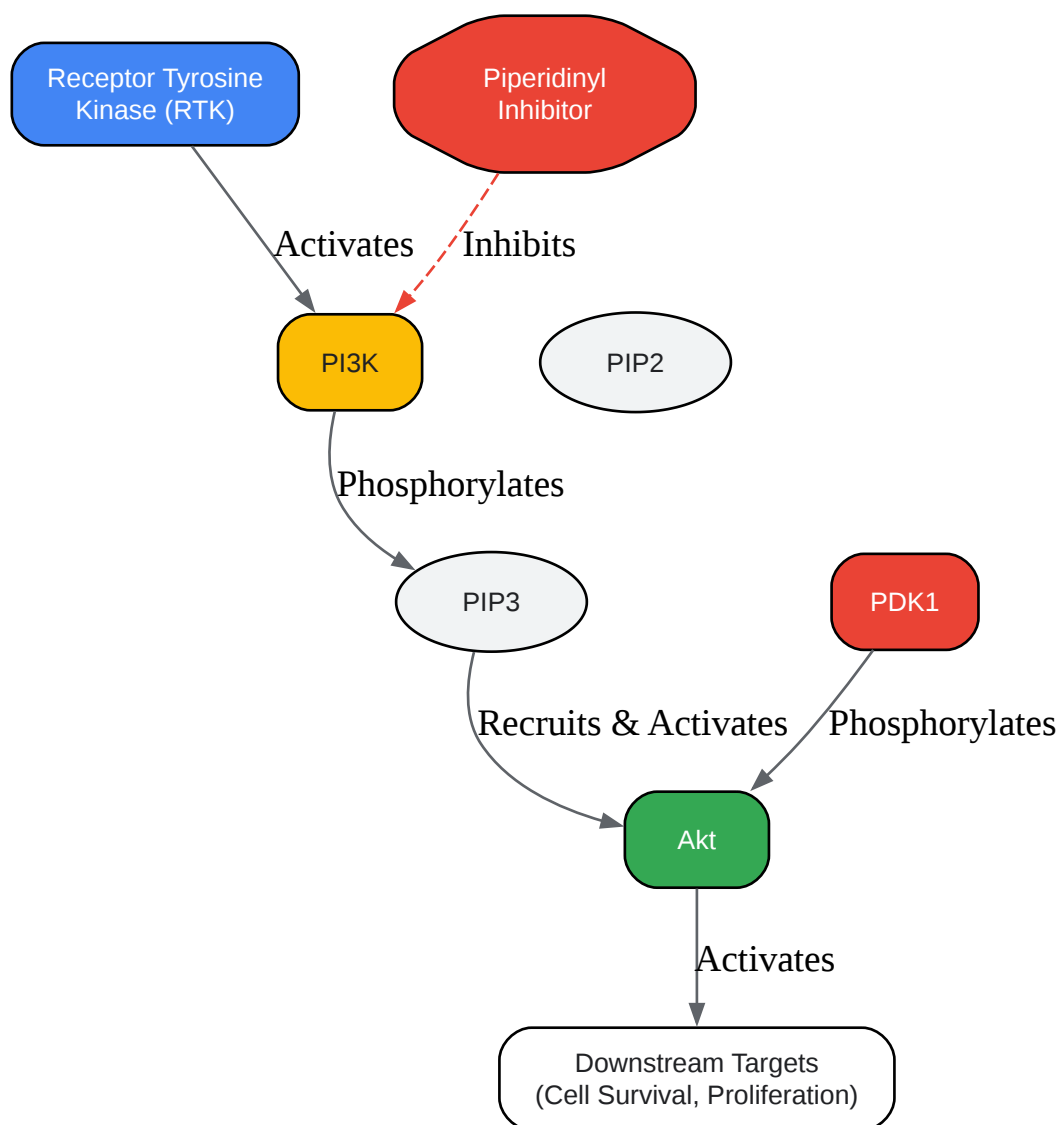 Receptor Tyrosine
Kinase (RTK)
Piperidinyl
Inhibitor
Activates
Inhibits
PI3K
PIP2
Phosphorylates
PIP3
PDK1
Recruits & Activates
Phosphorylates
Akt
Activates
Downstream Targets
(Cell Survival, Proliferation)